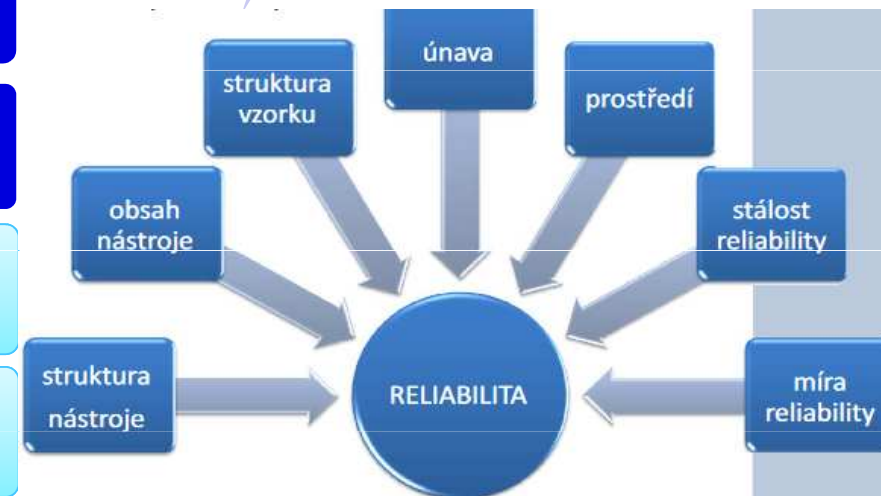 únava
struktura
vzorku
prostředí
obsah
nástroje
stálost
reliability
struktura
nástroje
RELIABILITA
míra
reliability